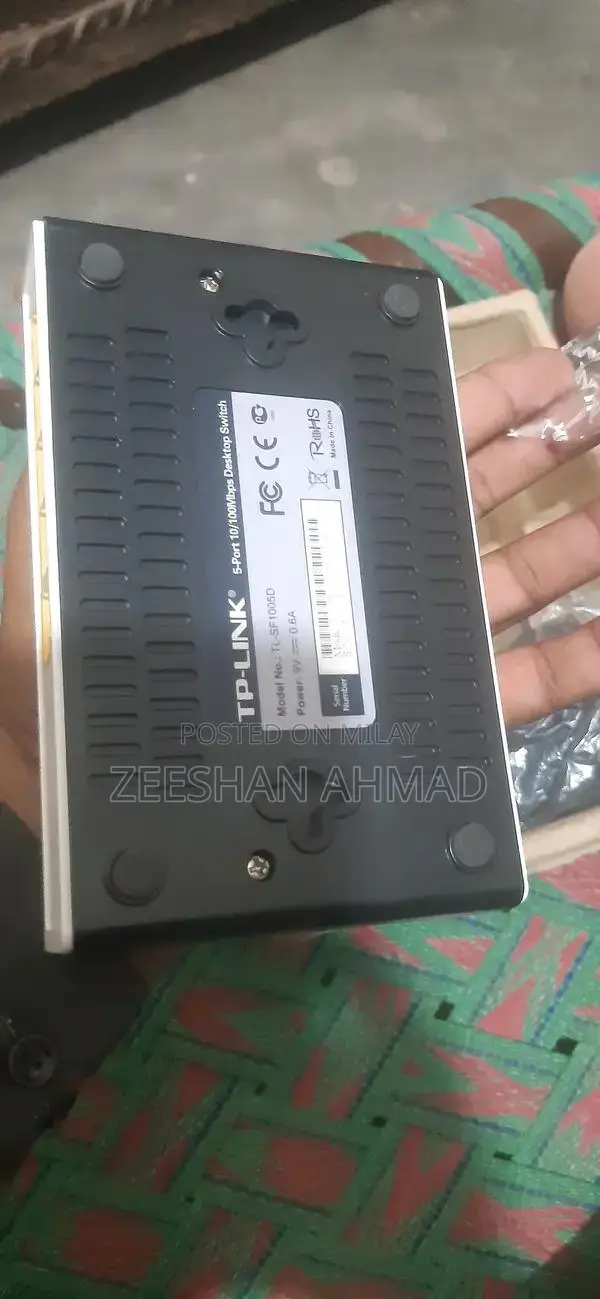 TP-LINK® 5-Port 10/100Mbps Desktop Switch
Model No.: TL-SF1005D
Power: 9V ⎓ 0.6A
FC CE
RoHS
Made in China
Serial
Number
POSTED ON MILAY
ZEESHAN AHMAD